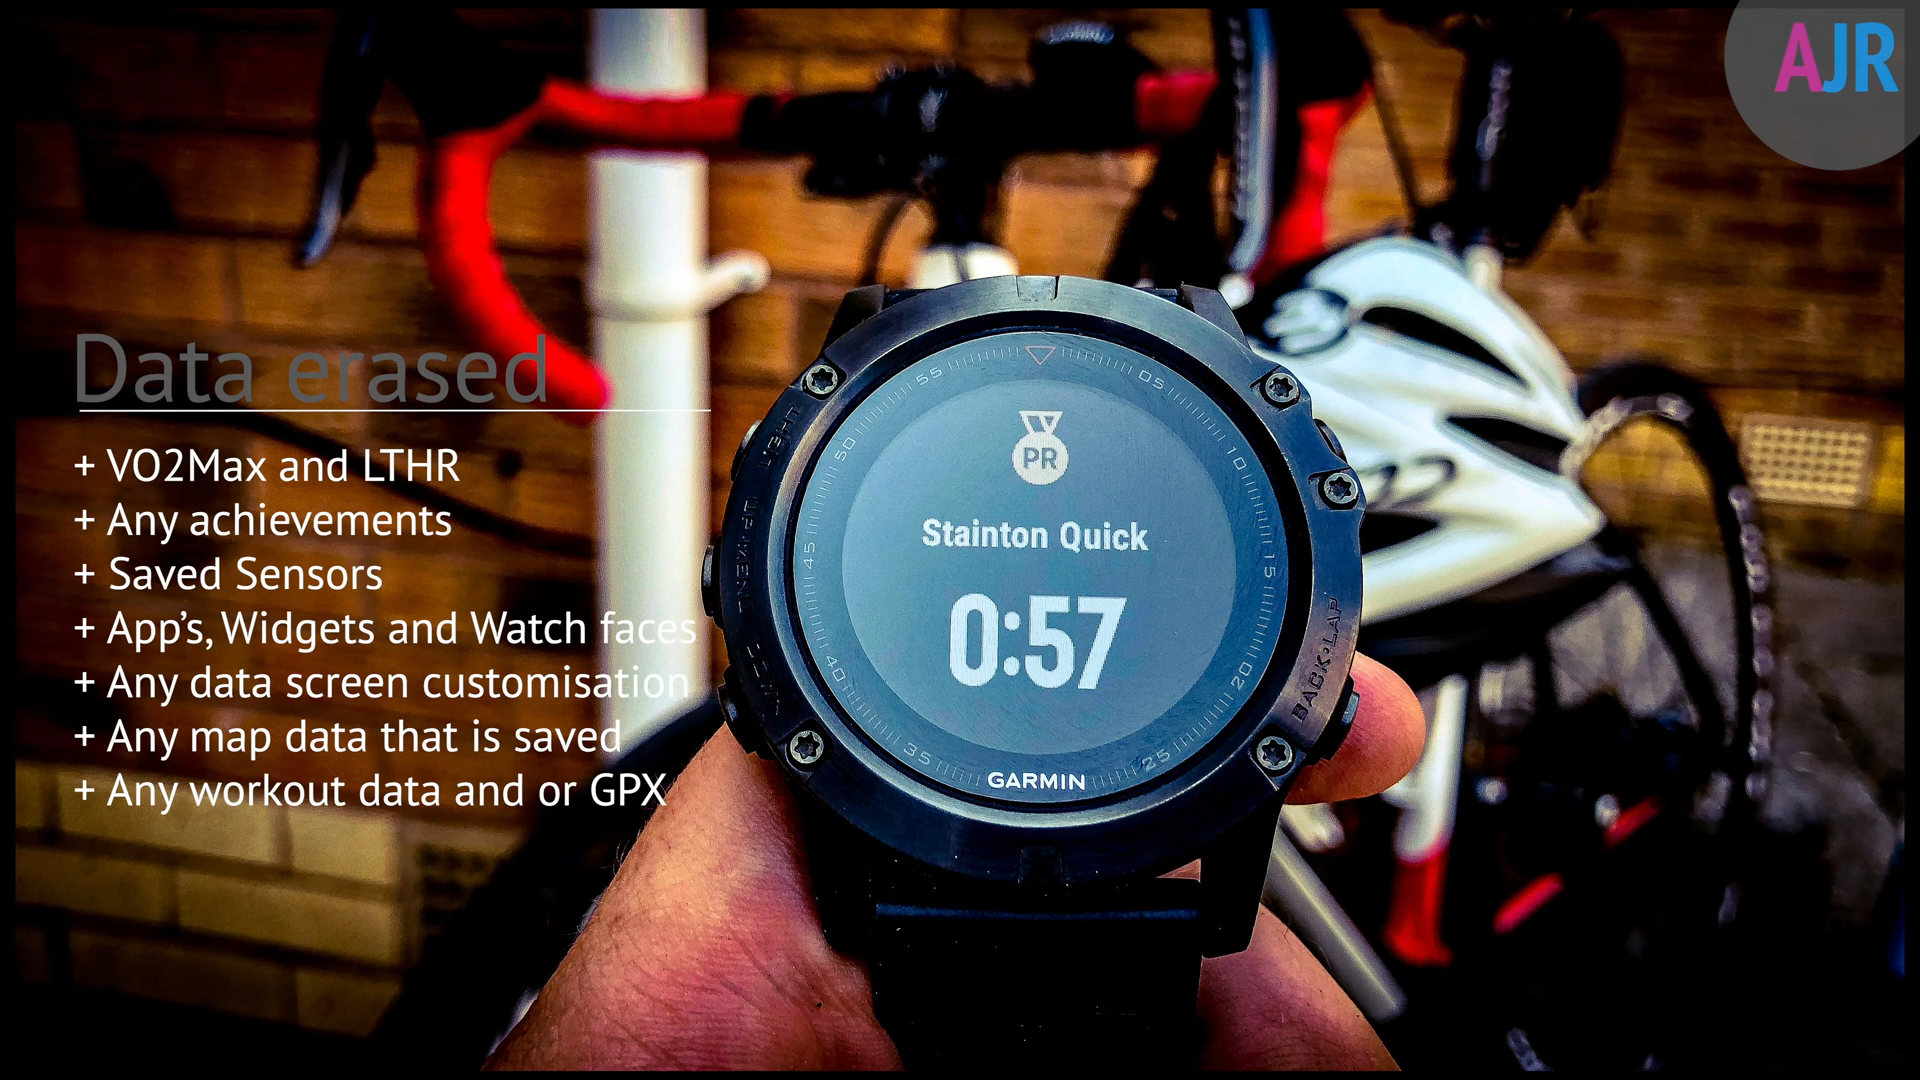 AJR
Data erased
+ VO2Max and LTHR
+ Any achievements
+ Saved Sensors
+ App’s, Widgets and Watch faces
+ Any data screen customisation
+ Any map data that is saved
+ Any workout data and or GPX
PR
Stainton Quick
0:57
GARMIN
55
05
50
10
45
15
40
20
35
25
LIGHT
UP·MENU
BACK·LAP